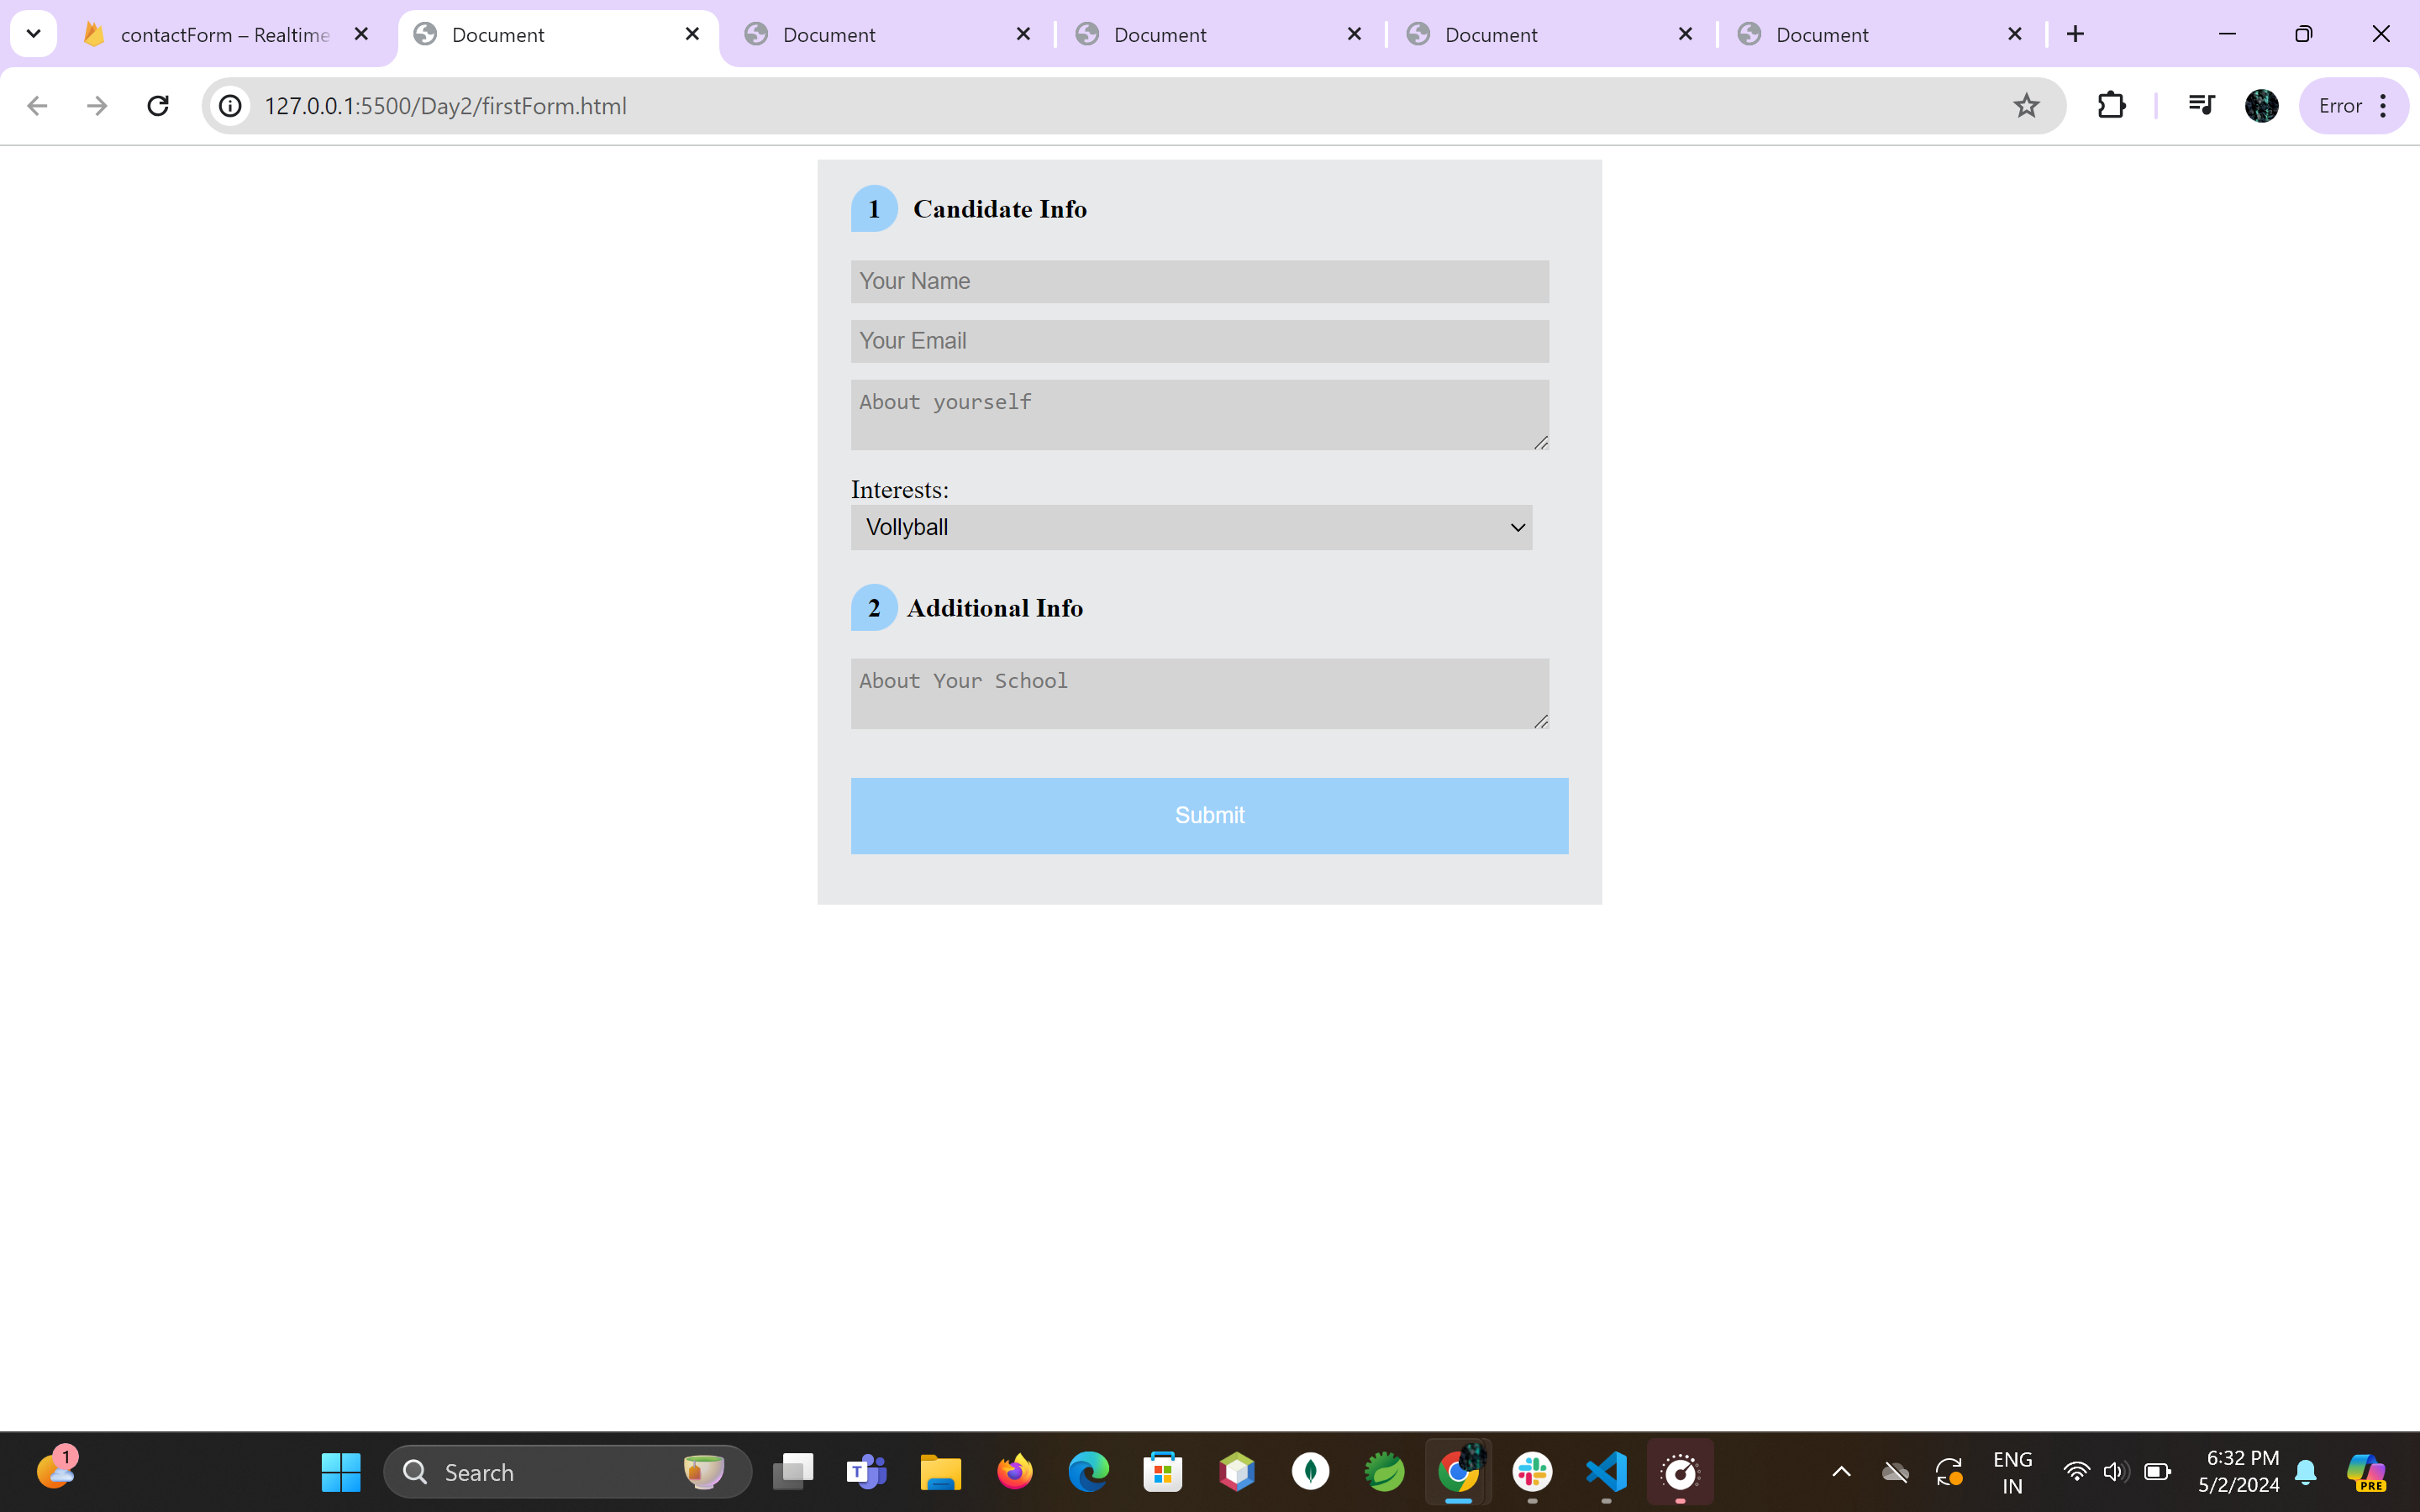 contactForm – Realtime
Document
Document
Document
Document
Document
127.0.0.1:5500/Day2/firstForm.html
Error
1 Candidate Info
Your Name
Your Email
About yourself
Interests:
Vollyball
2 Additional Info
About Your School
Submit
1
Search
T
ENG
IN
6:32 PM
5/2/2024
PRE